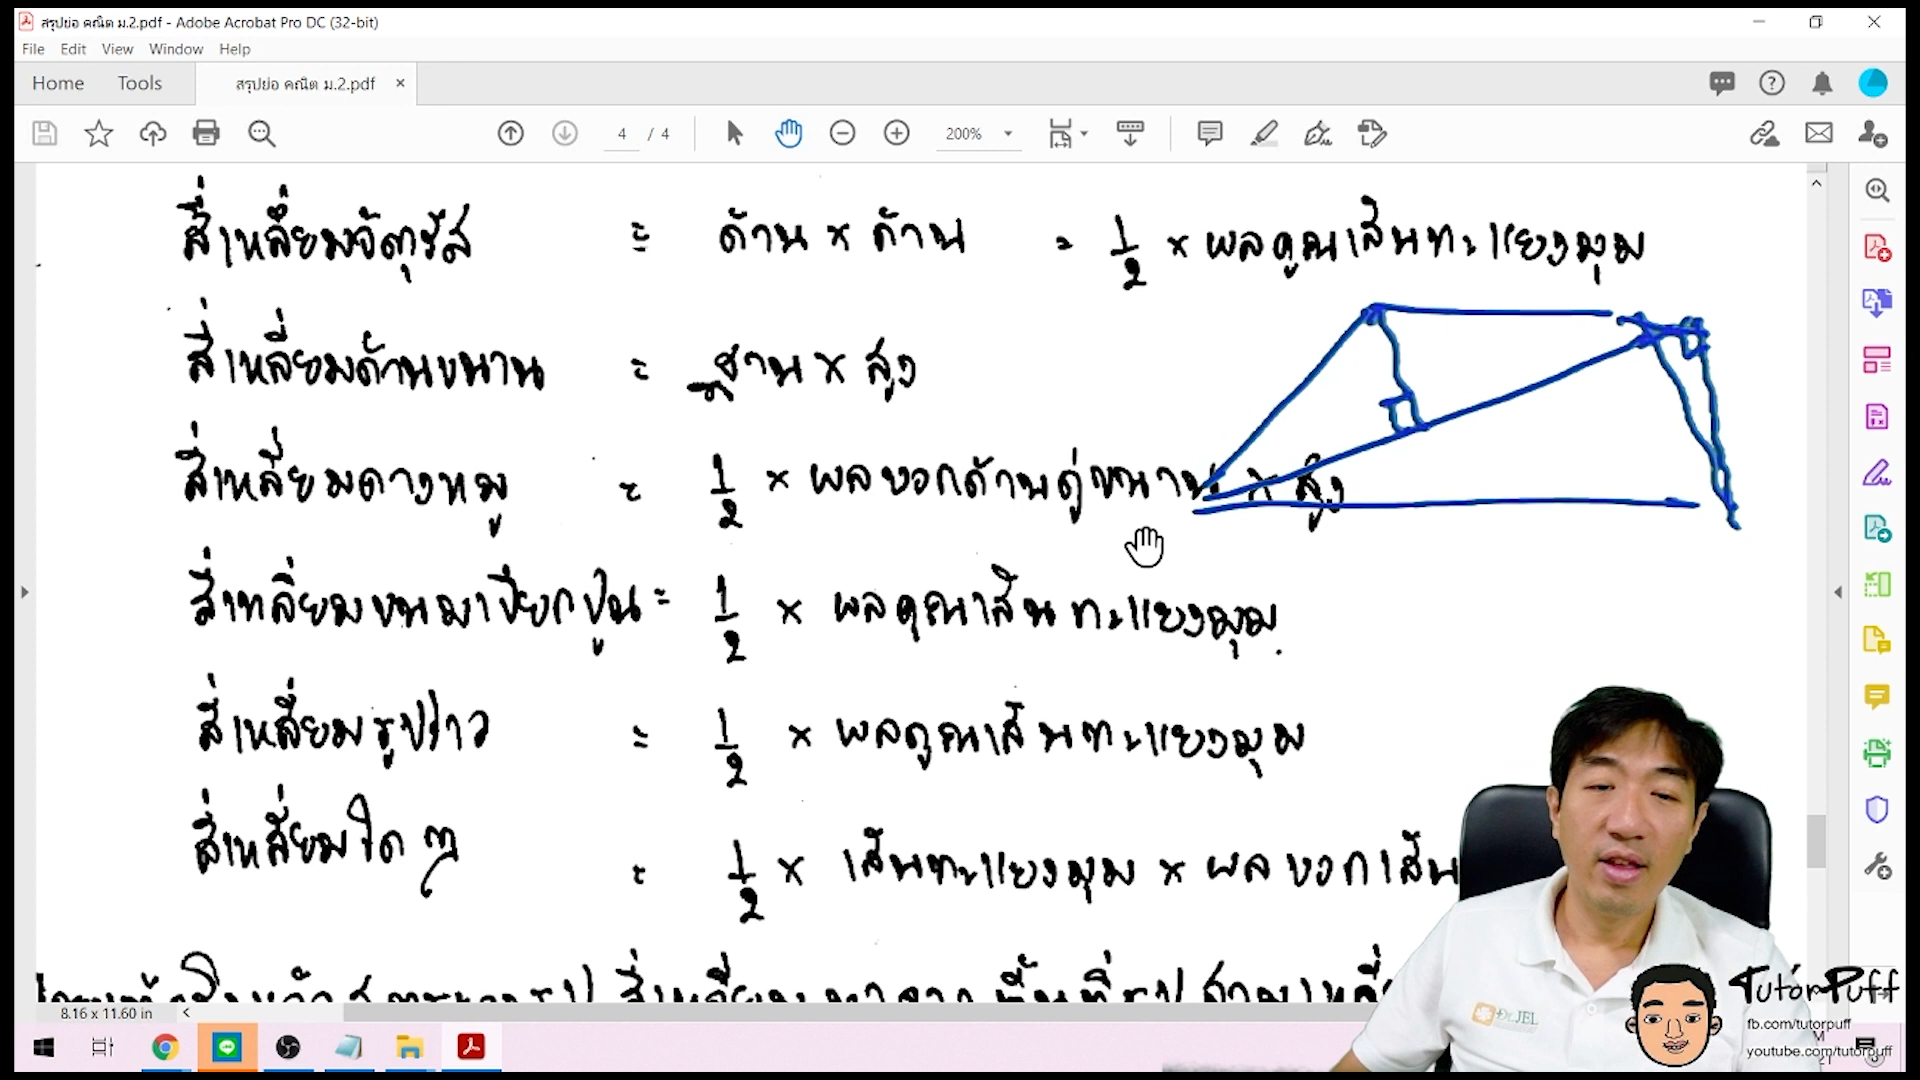 สรุปย่อ คณิต ม.2.pdf - Adobe Acrobat Pro DC (32-bit)
File Edit View Window Help
Home Tools สรุปย่อ คณิต ม.2.pdf ×
4 / 4 200%
สี่เหลี่ยมจัตุรัส = ด้าน × ด้าน = 1/2 × ผลคูณเส้นทะแยงมุม
สี่เหลี่ยมด้านขนาน = ฐาน × สูง
สี่เหลี่ยมคางหมู = 1/2 × ผลบวกด้านคู่ขนาน × สูง
สี่เหลี่ยมขนมเปียกปูน = 1/2 × ผลคูณเส้นทะแยงมุม
สี่เหลี่ยมรูปว่าว = 1/2 × ผลคูณเส้นทะแยงมุม
สี่เหลี่ยมใด ๆ = 1/2 × เส้นทะแยงมุม × ผลบวกเส้น
8.16 x 11.60 in
Dr.JEL
TutorPuff
fb.com/tutorpuff
youtube.com/tutorpuff